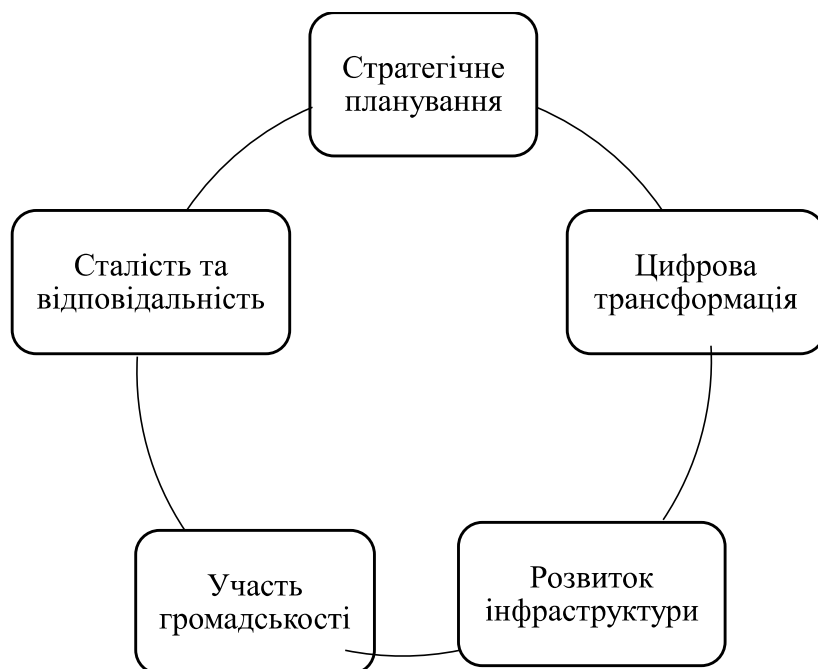 Стратегічне
планування
Сталість та
відповідальність
Цифрова
трансформація
Участь
громадськості
Розвиток
інфраструктури